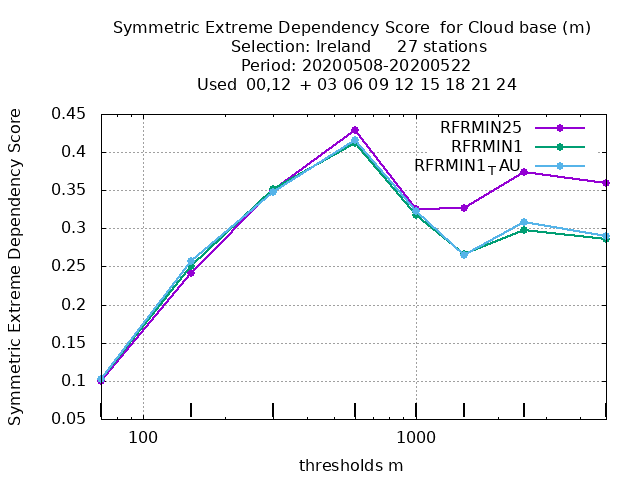 Symmetric Extreme Dependency Score  for Cloud base (m)
Selection: Ireland     27 stations
Period: 20200508-20200522
Used  00,12  + 03 06 09 12 15 18 21 24
Symmetric Extreme Dependency Score
0.45
0.4
0.35
0.3
0.25
0.2
0.15
0.1
0.05
RFRMIN25
RFRMIN1
RFRMIN1_TAU
100
1000
thresholds m